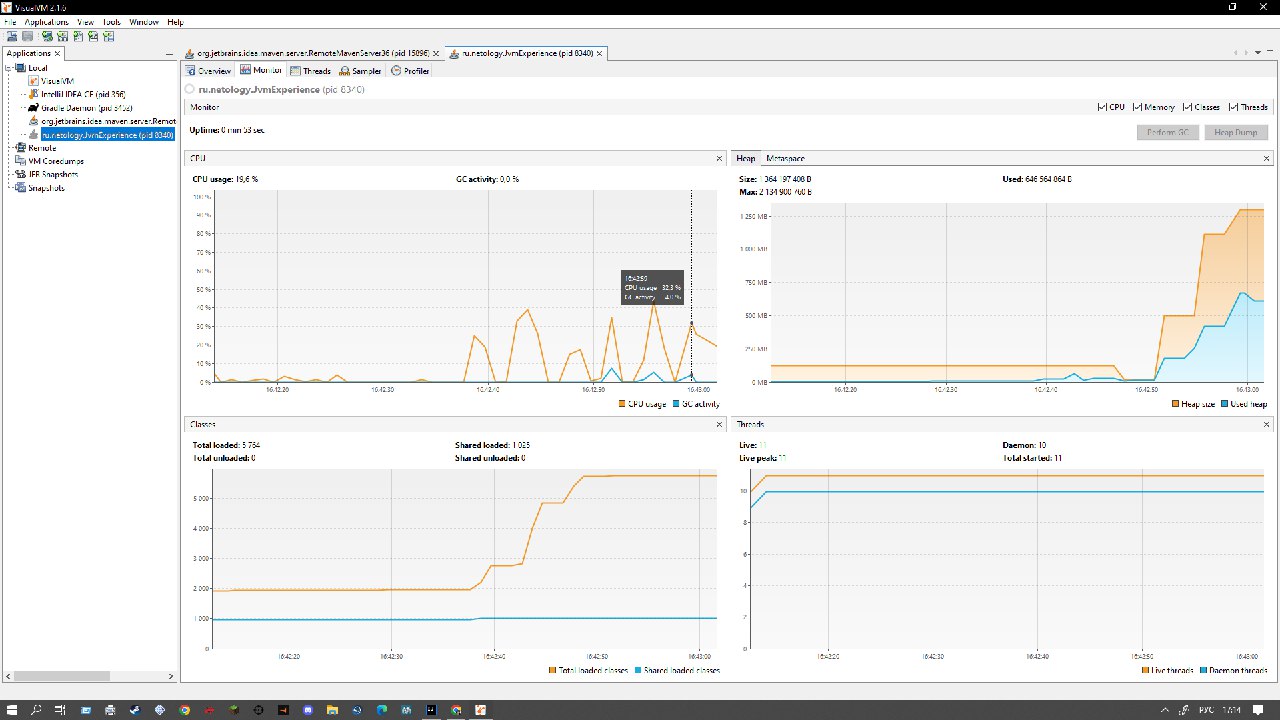 VisualVM 2.1.6
File Applications View Tools Window Help
Applications
org.jetbrains.idea.maven.server.RemoteMavenServer36 (pid 15896)
ru.netology.JvmExperience (pid 8340)
Local
VisualVM
IntelliJ IDEA CE (pid 356)
Gradle Daemon (pid 5452)
org.jetbrains.idea.maven.server.Remot
ru.netology.JvmExperience (pid 8340)
Remote
VM Coredumps
JFR Snapshots
Snapshots
Overview Monitor Threads Sampler Profiler
ru.netology.JvmExperience (pid 8340)
Monitor
CPU Memory Classes Threads
Uptime: 0 min 53 sec
Perform GC Heap Dump
CPU
CPU usage: 19,6 % GC activity: 0,0 %
100 %
90 %
80 %
70 %
60 %
50 %
40 %
30 %
20 %
10 %
0 %
16:42:59
CPU usage 32.3 %
GC activity 4.0 %
16:42:20 16:42:30 16:42:40 16:42:50 16:43:00
CPU usage GC activity
Heap Metaspace
Size: 1 364 197 408 B Used: 646 564 864 B
Max: 2 134 900 760 B
1 250 MB
1 000 MB
750 MB
500 MB
250 MB
0 MB
16:42:20 16:42:30 16:42:40 16:42:50 16:43:00
Heap size Used heap
Classes
Total loaded: 5 764 Shared loaded: 1 025
Total unloaded: 0 Shared unloaded: 0
5 000
4 000
3 000
2 000
1 000
0
16:42:20 16:42:30 16:42:40 16:42:50 16:43:00
Total loaded classes Shared loaded classes
Threads
Live: 11 Daemon: 10
Live peak: 11 Total started: 11
10
8
6
4
2
0
16:42:20 16:42:30 16:42:40 16:42:50 16:43:00
Live threads Daemon threads
РУС 17:14